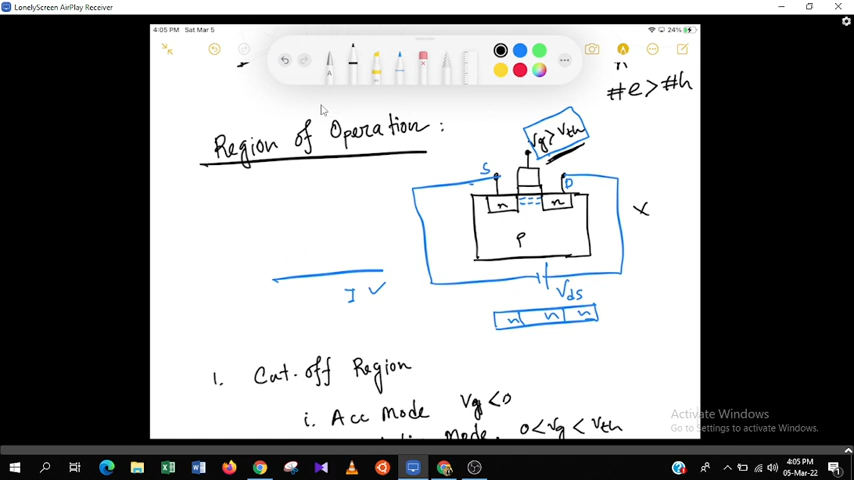 LonelyScreen AirPlay Receiver
4:05 PM Sat Mar 5
24%
A
#e > #h
Region of Operation :
Vg > Vth
S
D
n
n
X
P
I ✓
Vds
n n n
1. Cut-off Region
i. Acc Mode Vg < 0
Mode. 0 < Vg < Vth
Activate Windows
Go to Settings to activate Windows.
4:05 PM
05-Mar-22